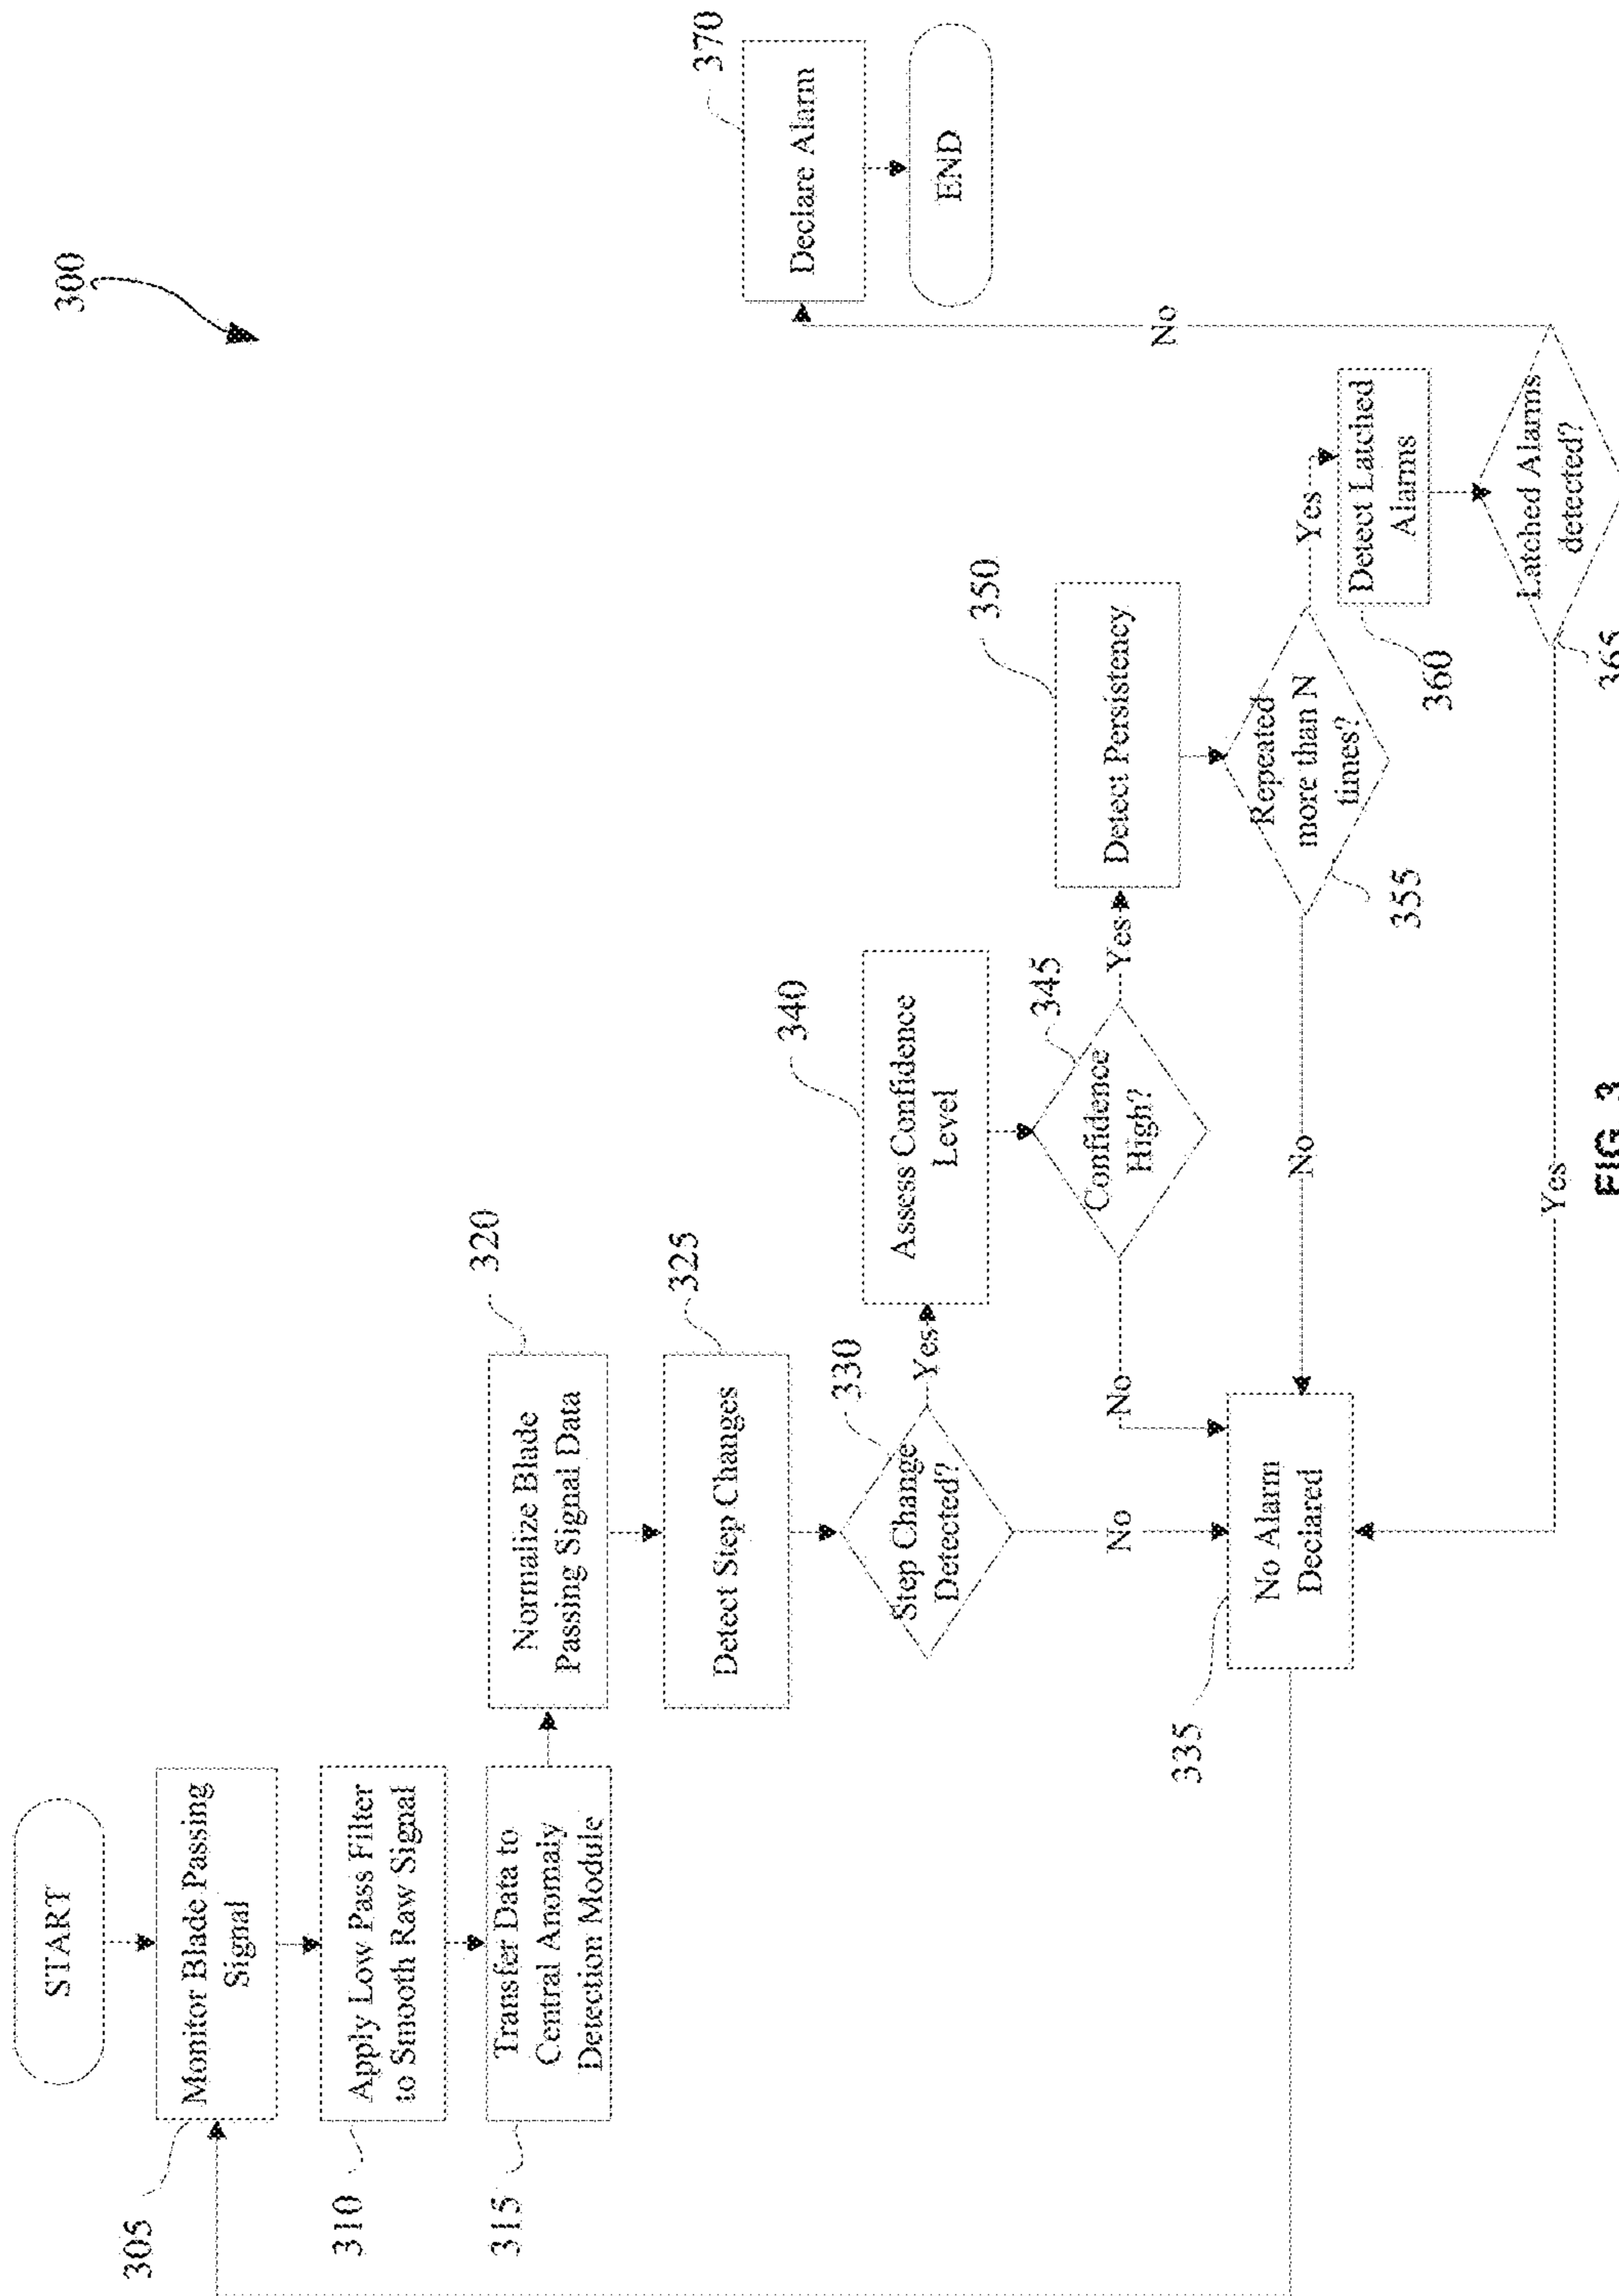 300
START
305
Monitor Blade Passing
Signal
310
Apply Low Pass Filter
to Smooth Raw Signal
315
Transfer Data to
Central Anomaly
Detection Module
320
Normalize Blade
Passing Signal Data
325
Detect Step Changes
330
Step Change
Detected?
Yes
No
335
No Alarm
Declared
340
Assess Confidence
Level
345
Confidence
High?
Yes
No
350
Detect Persistency
355
Repeated
more than N
times?
Yes
No
360
Detect Latched
Alarms
365
Latched Alarms
detected?
Yes
No
370
Declare Alarm
END
FIG. 3